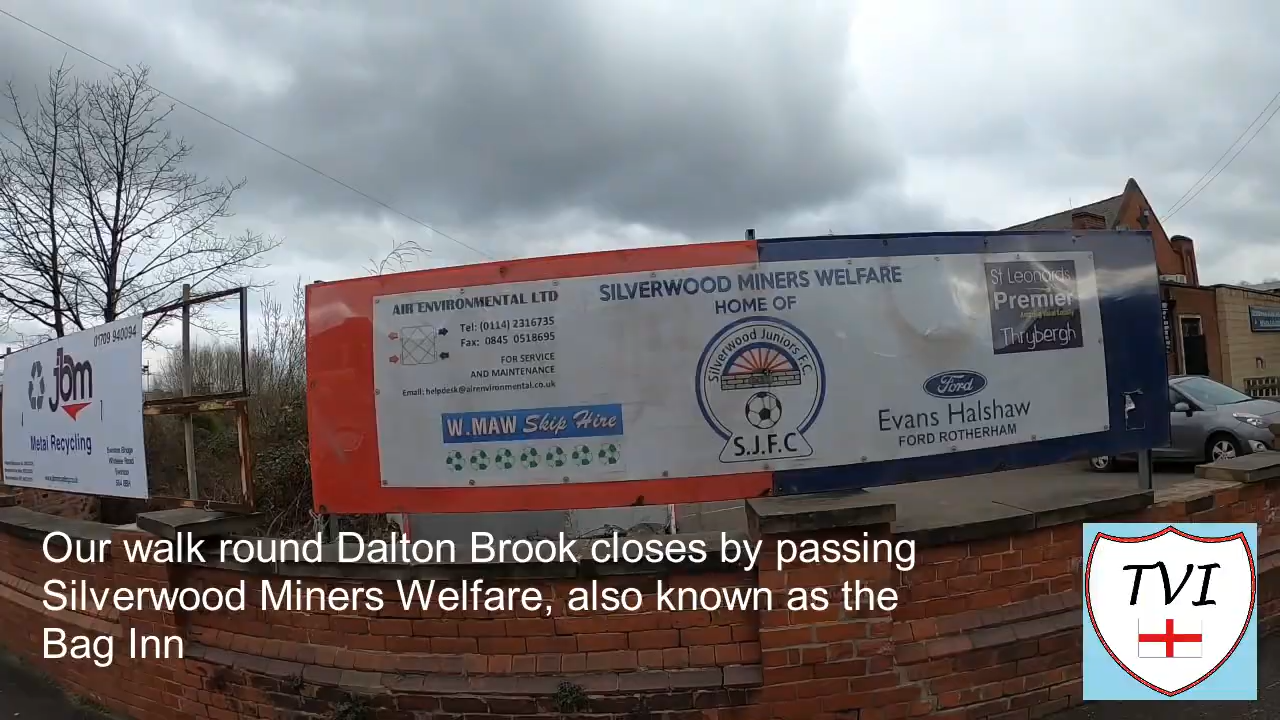 01709 940094
jbm
Metal Recycling
AIR ENVIRONMENTAL LTD
Tel: (0114) 2316735
Fax: 0845 0518695
FOR SERVICE
AND MAINTENANCE
Email: helpdesk@airenvironmental.co.uk
W.MAW Skip Hire
SILVERWOOD MINERS WELFARE
HOME OF
Silverwood Juniors F.C
S.J.F.C
St Leonards
Premier
Thrybergh
Ford
Evans Halshaw
FORD ROTHERHAM
Our walk round Dalton Brook closes by passing
Silverwood Miners Welfare, also known as the
Bag Inn
TVI